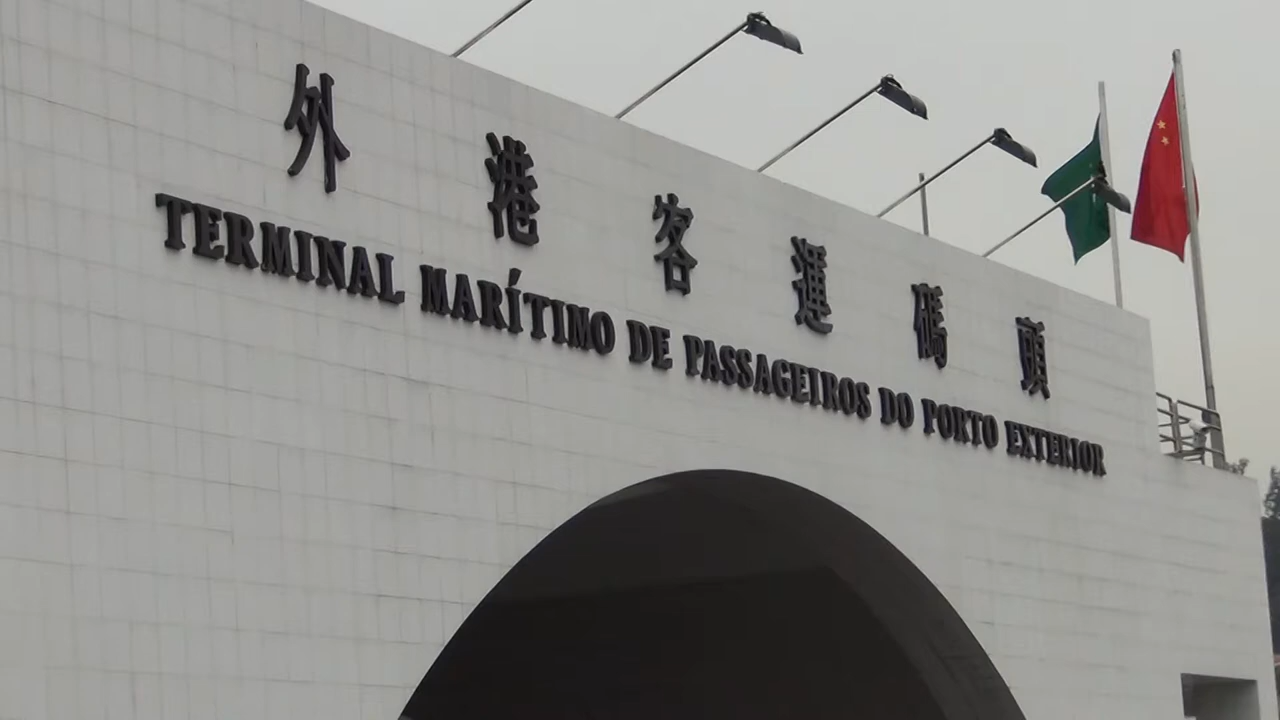 外港客運碼頭
TERMINAL MARÍTIMO DE PASSAGEIROS DO PORTO EXTERIOR